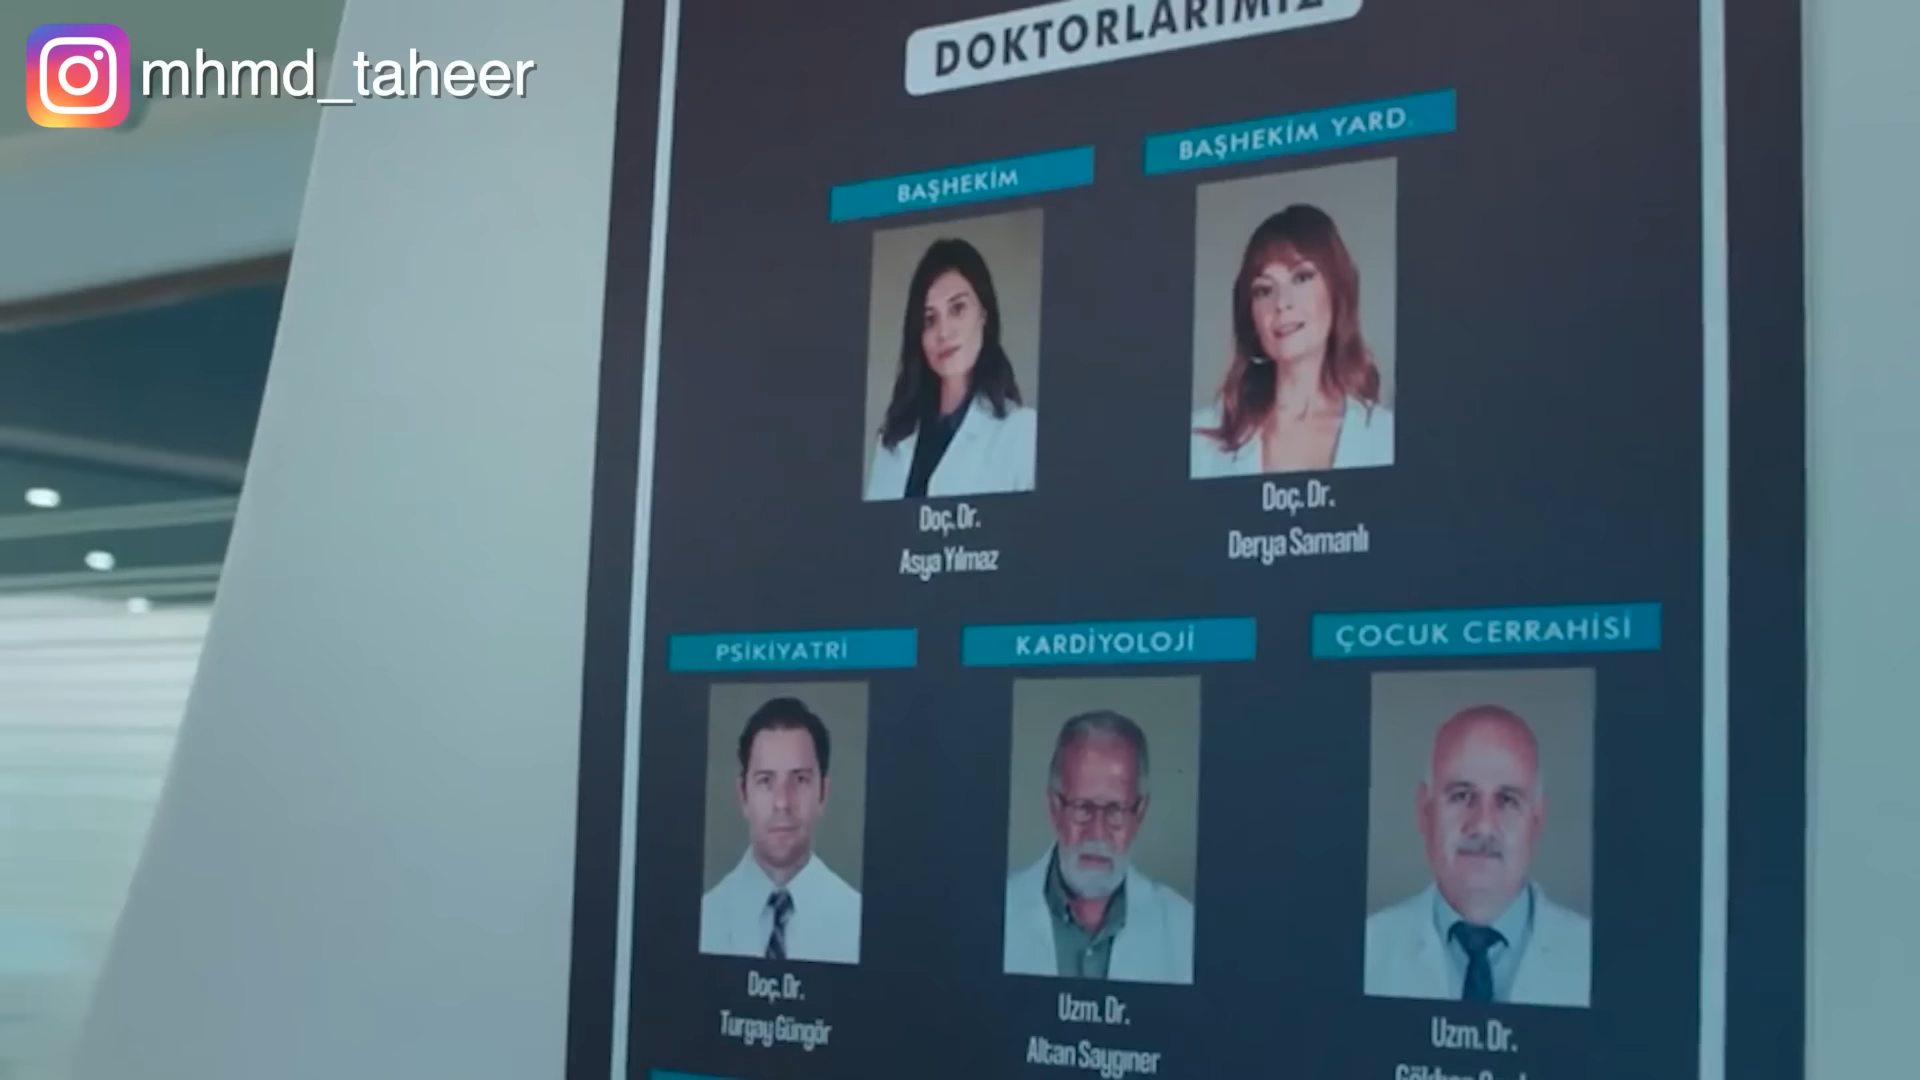 mhmd_taheer
DOKTORLARIMIZ
BAŞHEKİM
BAŞHEKİM YARD.
Doç. Dr.
Asya Yılmaz
Doç. Dr.
Derya Samanlı
PSİKİYATRİ
KARDİYOLOJİ
ÇOCUK CERRAHİSİ
Doç. Dr.
Turgay Güngör
Uzm. Dr.
Altan Saygıner
Uzm. Dr.